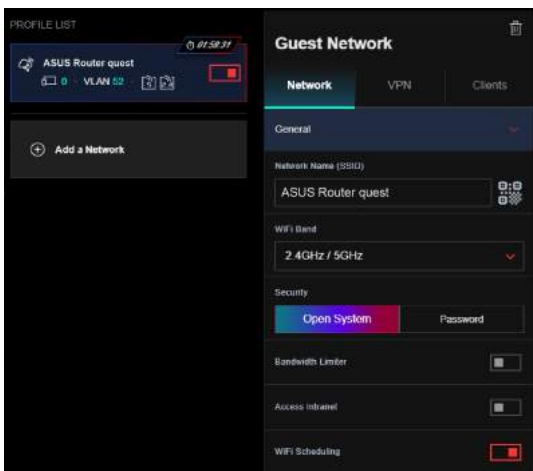 PROFILE LIST
01:58:31
ASUS Router quest
0 · VLAN 52 ·
Add a Network
Guest Network
Network VPN Clients
General
Network Name (SSID)
ASUS Router quest
WiFi Band
2.4GHz / 5GHz
Security
Open System Password
Bandwidth Limiter
Access Intranet
WiFi Scheduling